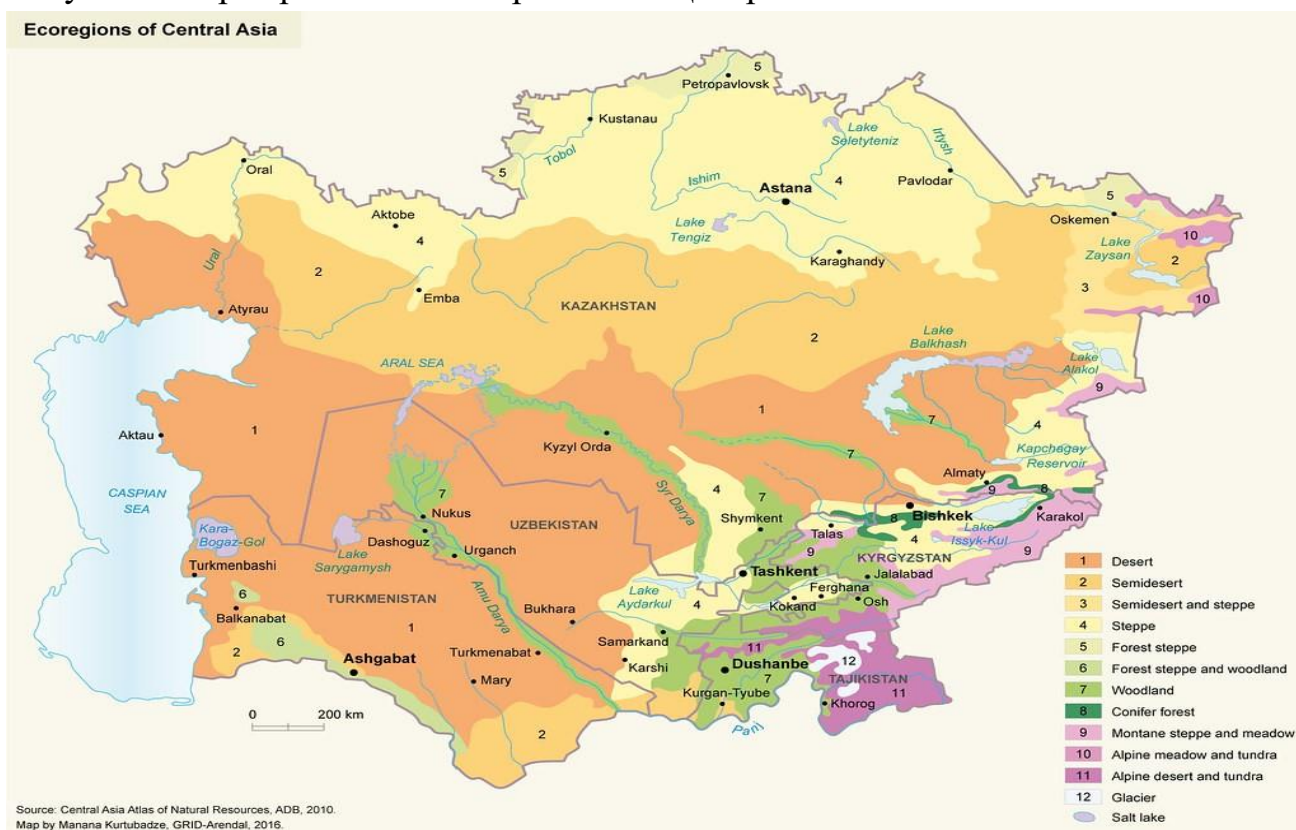 Ecoregions of Central Asia
5
Petropavlovsk
Kustanau
Tobol
Lake
Seletyteniz
Irtysh
Oral
5
Ishim
Astana
4
Pavlodar
5
Oskemen
Aktobe
4
Lake
Tengiz
Karaghandy
10
Lake
Zaysan
2
Ural
2
Emba
3
10
Atyrau
KAZAKHSTAN
2
Lake
Balkhash
ARAL SEA
Lake
Alakol
9
Aktau
1
1
7
4
Kyzyl Orda
7
Kapchagay
Reservoir
Almaty
CASPIAN
SEA
7
Syr Darya
4
7
9
8
Nukus
Shymkent
Bishkek
Karakol
Kara-
Bogaz-Gol
UZBEKISTAN
Talas
8
4
Lake
Issyk-Kul
Dashoguz
Urganch
9
KYRGYZSTAN
9
Lake
Sarygamysh
Turkmenbashi
Tashkent
Jalalabad
6
TURKMENISTAN
Amu Darya
Lake
Aydarkul
4
Ferghana
Kokand
Osh
Balkanabat
Bukhara
1
6
Samarkand
11
2
Ashgabat
Turkmenabat
Karshi
Dushanbe
12
TAJIKISTAN
Mary
7
11
Kurgan-Tyube
Khorog
Panj
2
0 200 km
1 Desert
2 Semidesert
3 Semidesert and steppe
4 Steppe
5 Forest steppe
6 Forest steppe and woodland
7 Woodland
8 Conifer forest
9 Montane steppe and meadow
10 Alpine meadow and tundra
11 Alpine desert and tundra
12 Glacier
Salt lake
Source: Central Asia Atlas of Natural Resources, ADB, 2010.
Map by Manana Kurtubadze, GRID-Arendal, 2016.